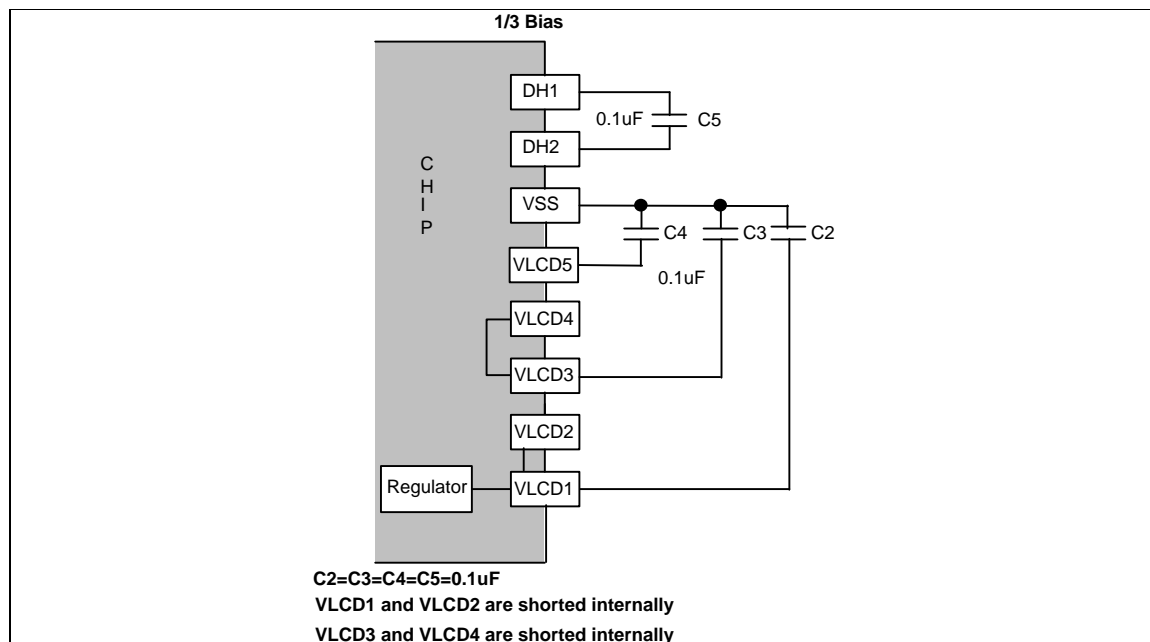 1/3 Bias
DH1
0.1uF
C5
DH2
C
H
I
P
VSS
C4
C3
C2
VLCD5
0.1uF
VLCD4
VLCD3
VLCD2
Regulator
VLCD1
C2=C3=C4=C5=0.1uF
VLCD1 and VLCD2 are shorted internally
VLCD3 and VLCD4 are shorted internally